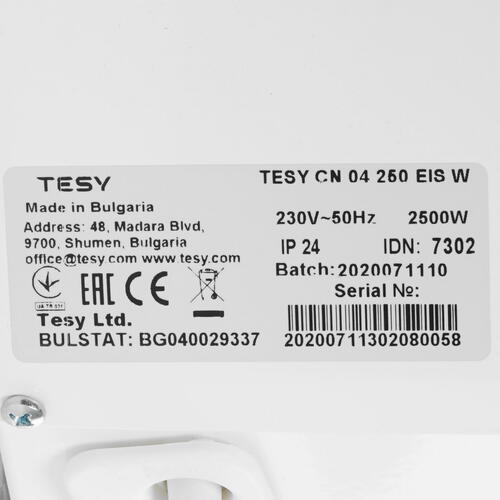 TESY
Made in Bulgaria
Address: 48, Madara Blvd,
9700, Shumen, Bulgaria
office@tesy.com www.tesy.com
EAC CE
Tesy Ltd.
BULSTAT: BG040029337
TESY CN 04 250 EIS W
230V~50Hz 2500W
IP 24 IDN: 7302
Batch:2020071110
Serial №:
20200711302080058